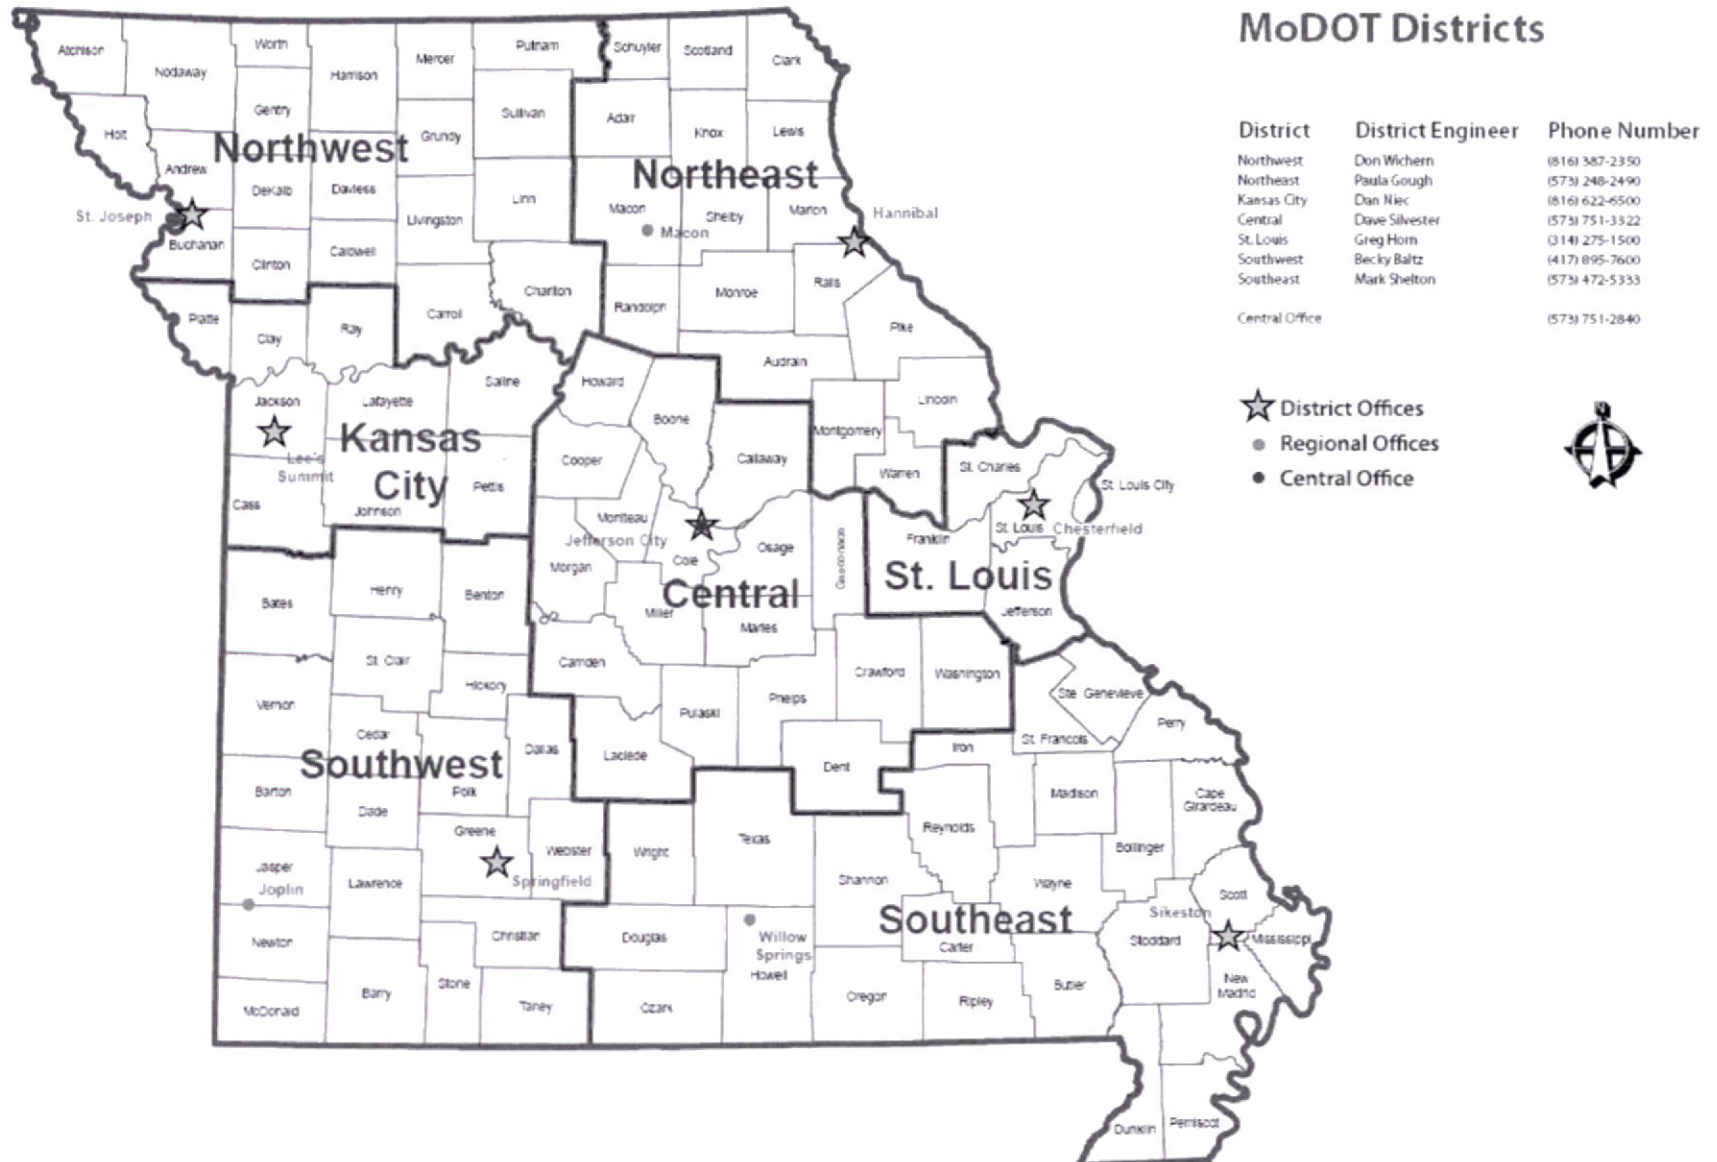 MoDOT Districts
District District Engineer Phone Number
Northwest Don Wichern (816) 387-2350
Northeast Paula Gough (573) 248-2490
Kansas City Dan Niec (816) 622-6500
Central Dave Silvester (573) 751-3322
St. Louis Greg Horn (314) 275-1500
Southwest Becky Baltz (417) 895-7600
Southeast Mark Shelton (573) 472-5333
Central Office (573) 751-2840
District Offices
Regional Offices
Central Office
N
Northwest
Atchison
Nodaway
Worth
Harrison
Mercer
Putnam
Gentry
Sullivan
Holt
Grundy
Andrew
DeKalb
Daviess
Linn
Livingston
St. Joseph
Buchanan
Clinton
Caldwell
Carroll
Chariton
Northeast
Schuyler
Scotland
Clark
Adair
Knox
Lewis
Macon
Shelby
Marion
Macon
Hannibal
Randolph
Monroe
Ralls
Pike
Audrain
Montgomery
Lincoln
Warren
Kansas
City
Platte
Clay
Ray
Jackson
Lafayette
Saline
Lee's
Summit
Cass
Johnson
Pettis
Central
Howard
Boone
Cooper
Callaway
Moniteau
Jefferson City
Cole
Osage
Gasconade
Morgan
Miller
Maries
Camden
Pulaski
Phelps
Crawford
Washington
Laclede
Dent
St. Louis
St. Charles
St. Louis City
St. Louis
Chesterfield
Franklin
Jefferson
Southwest
Bates
Henry
Benton
St. Clair
Hickory
Vernon
Cedar
Dallas
Polk
Barton
Dade
Greene
Webster
Jasper
Joplin
Lawrence
Springfield
Newton
Christian
McDonald
Barry
Stone
Taney
Southeast
Ste. Genevieve
Perry
St. Francois
Iron
Madison
Cape
Girardeau
Reynolds
Bollinger
Wright
Texas
Shannon
Wayne
Scott
Sikeston
Stoddard
Mississippi
Douglas
Willow
Springs
Howell
Carter
New
Madrid
Ozark
Oregon
Ripley
Butler
Dunklin
Pemiscot